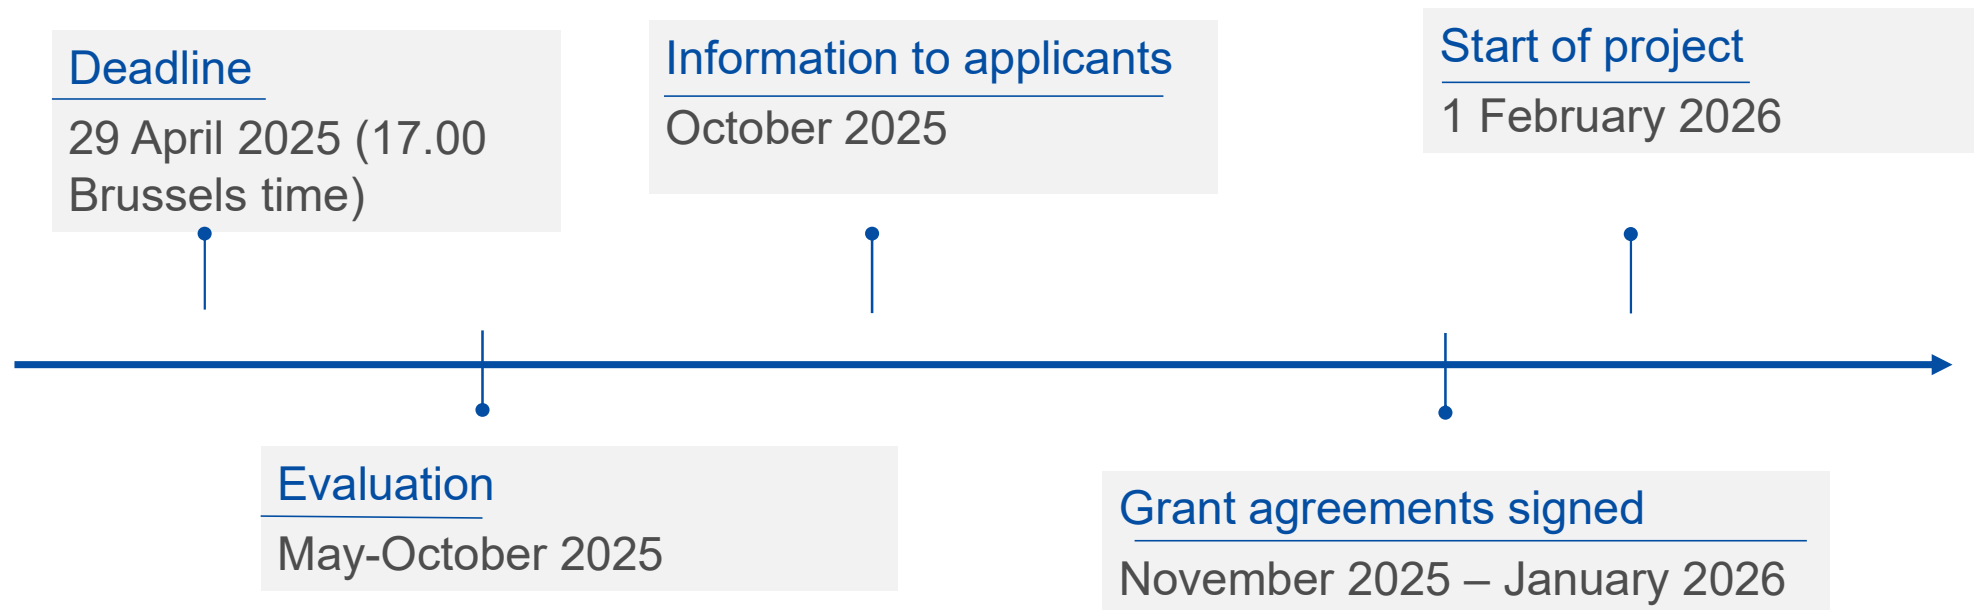 Deadline
29 April 2025 (17.00
Brussels time)
Information to applicants
October 2025
Start of project
1 February 2026
Evaluation
May-October 2025
Grant agreements signed
November 2025 – January 2026